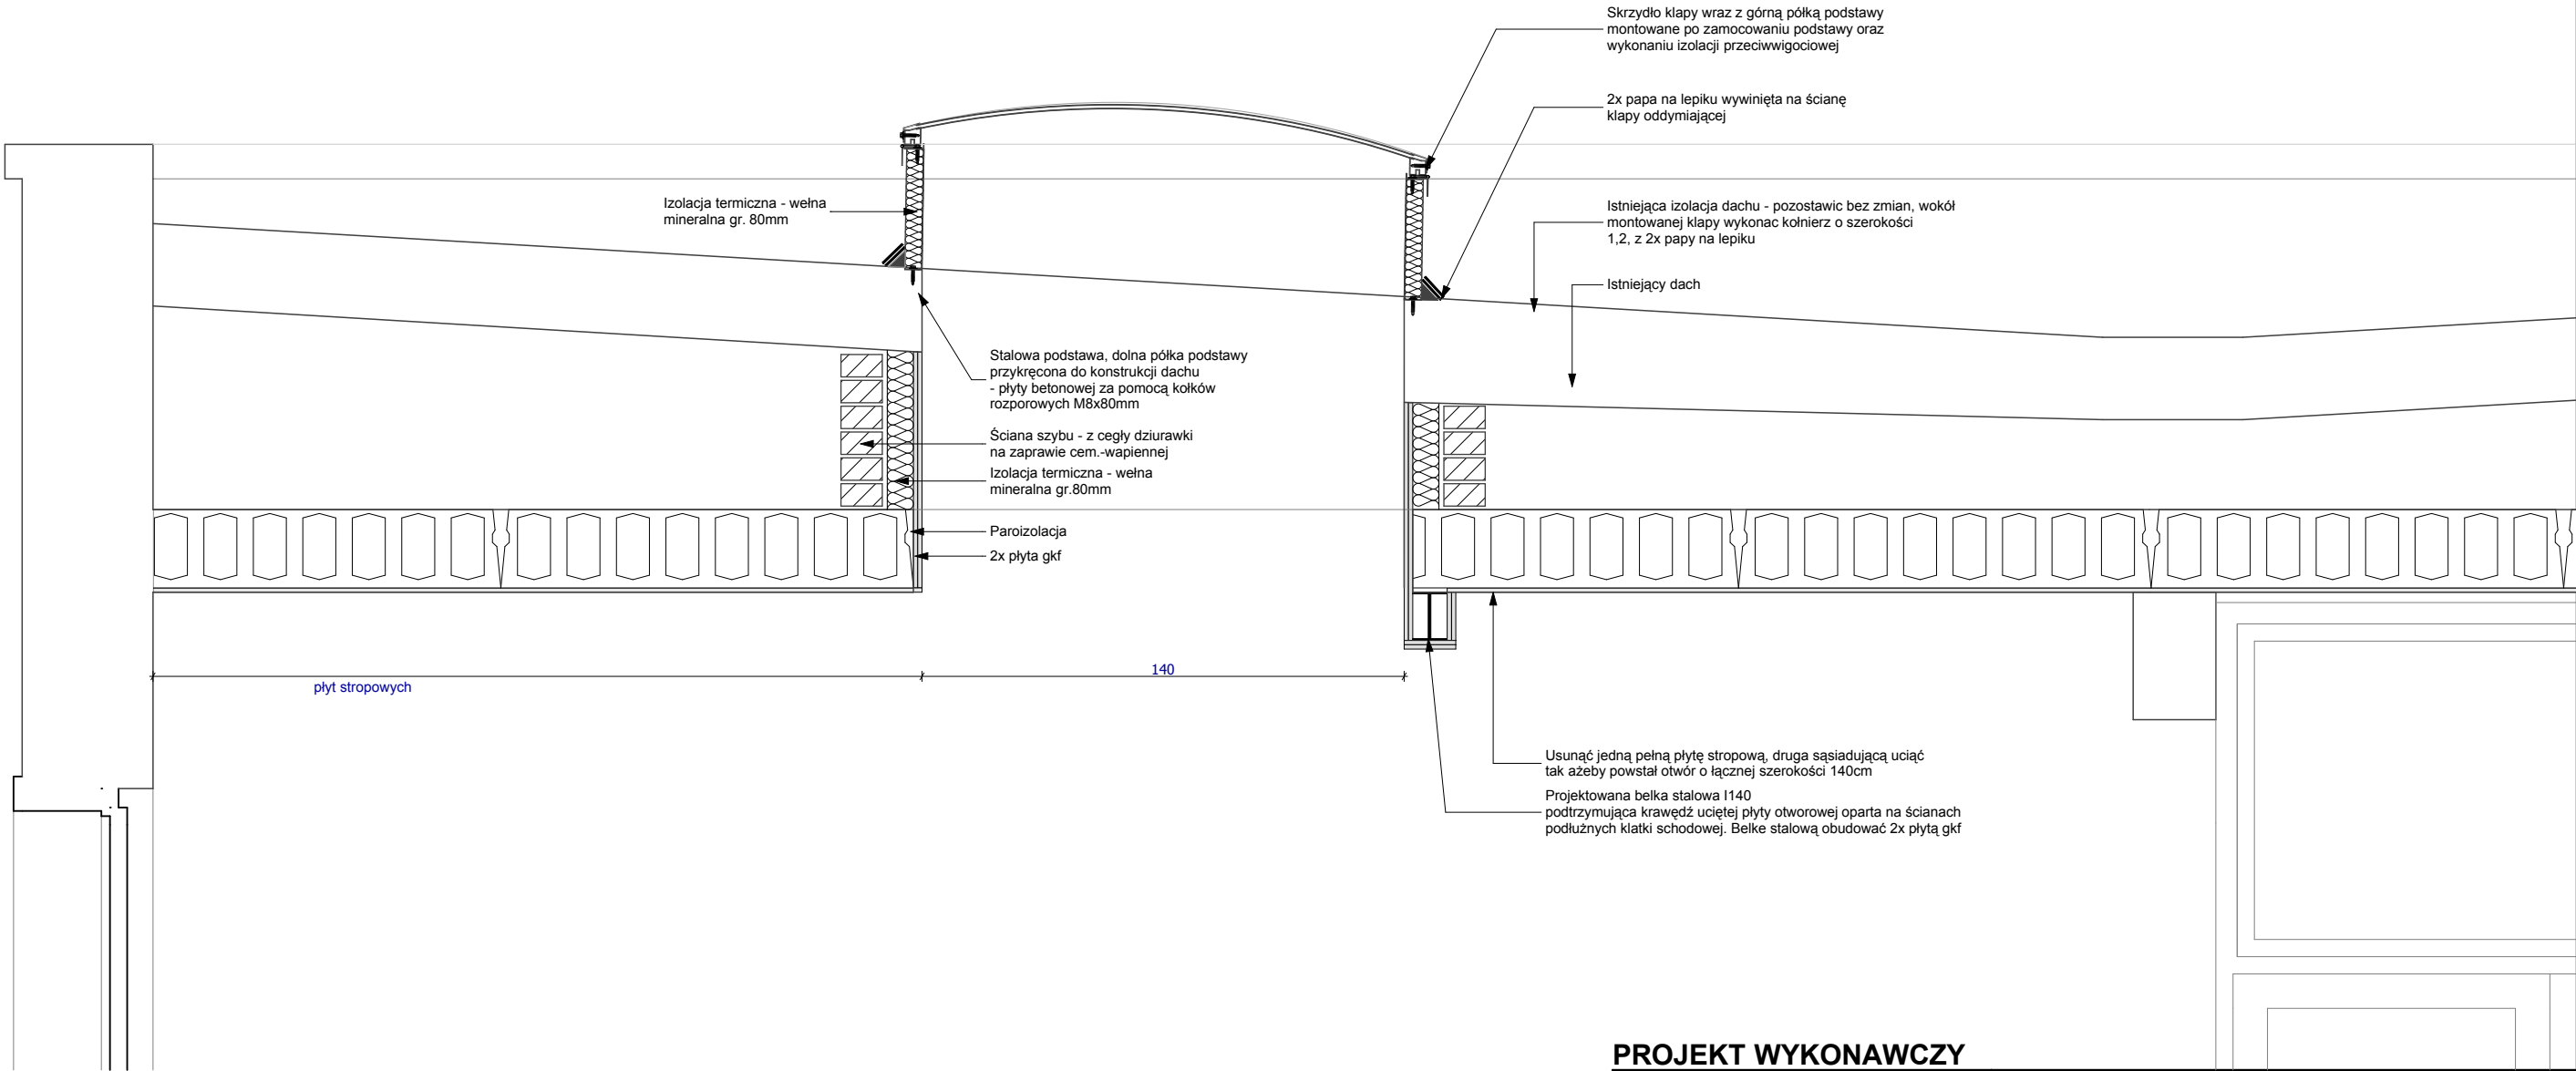 Skrzydło klapy wraz z górną półką podstawy
montowane po zamocowaniu podstawy oraz
wykonaniu izolacji przeciwwigociowej
2x papa na lepiku wywinięta na ścianę
klapy oddymiającej
Izolacja termiczna - wełna
mineralna gr. 80mm
Istniejąca izolacja dachu - pozostawic bez zmian, wokół
montowanej klapy wykonac kołnierz o szerokości
1,2, z 2x papy na lepiku
Istniejący dach
Stalowa podstawa, dolna półka podstawy
przykręcona do konstrukcji dachu
- płyty betonowej za pomocą kołków
rozporowych M8x80mm
Ściana szybu - z cegły dziurawki
na zaprawie cem.-wapiennej
Izolacja termiczna - wełna
mineralna gr.80mm
Paroizolacja
2x płyta gkf
140
płyt stropowych
Usunąć jedną pełną płytę stropową, druga sąsiadującą uciąć
tak ażeby powstał otwór o łącznej szerokości 140cm
Projektowana belka stalowa I140
podtrzymująca krawędź uciętej płyty otworowej oparta na ścianach
podłużnych klatki schodowej. Belke stalową obudować 2x płytą gkf
PROJEKT WYKONAWCZY